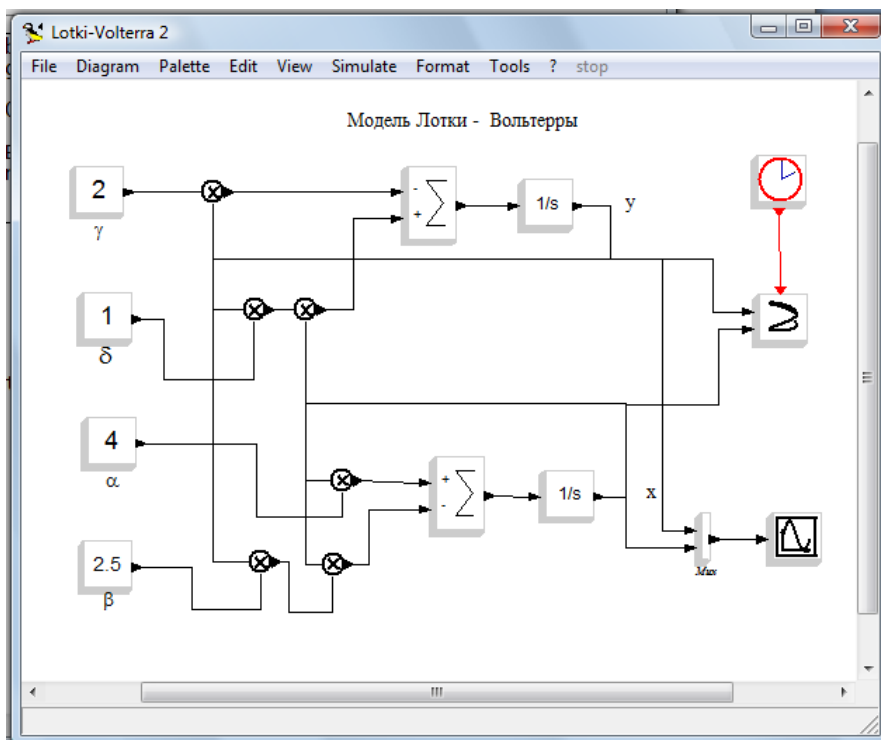 Lotki-Volterra 2
File Diagram Palette Edit View Simulate Format Tools ? stop
Модель Лотки - Вольтерры
2
γ
- +
1/s
y
1
δ
4
α
+ -
1/s
x
2.5
β
Mux